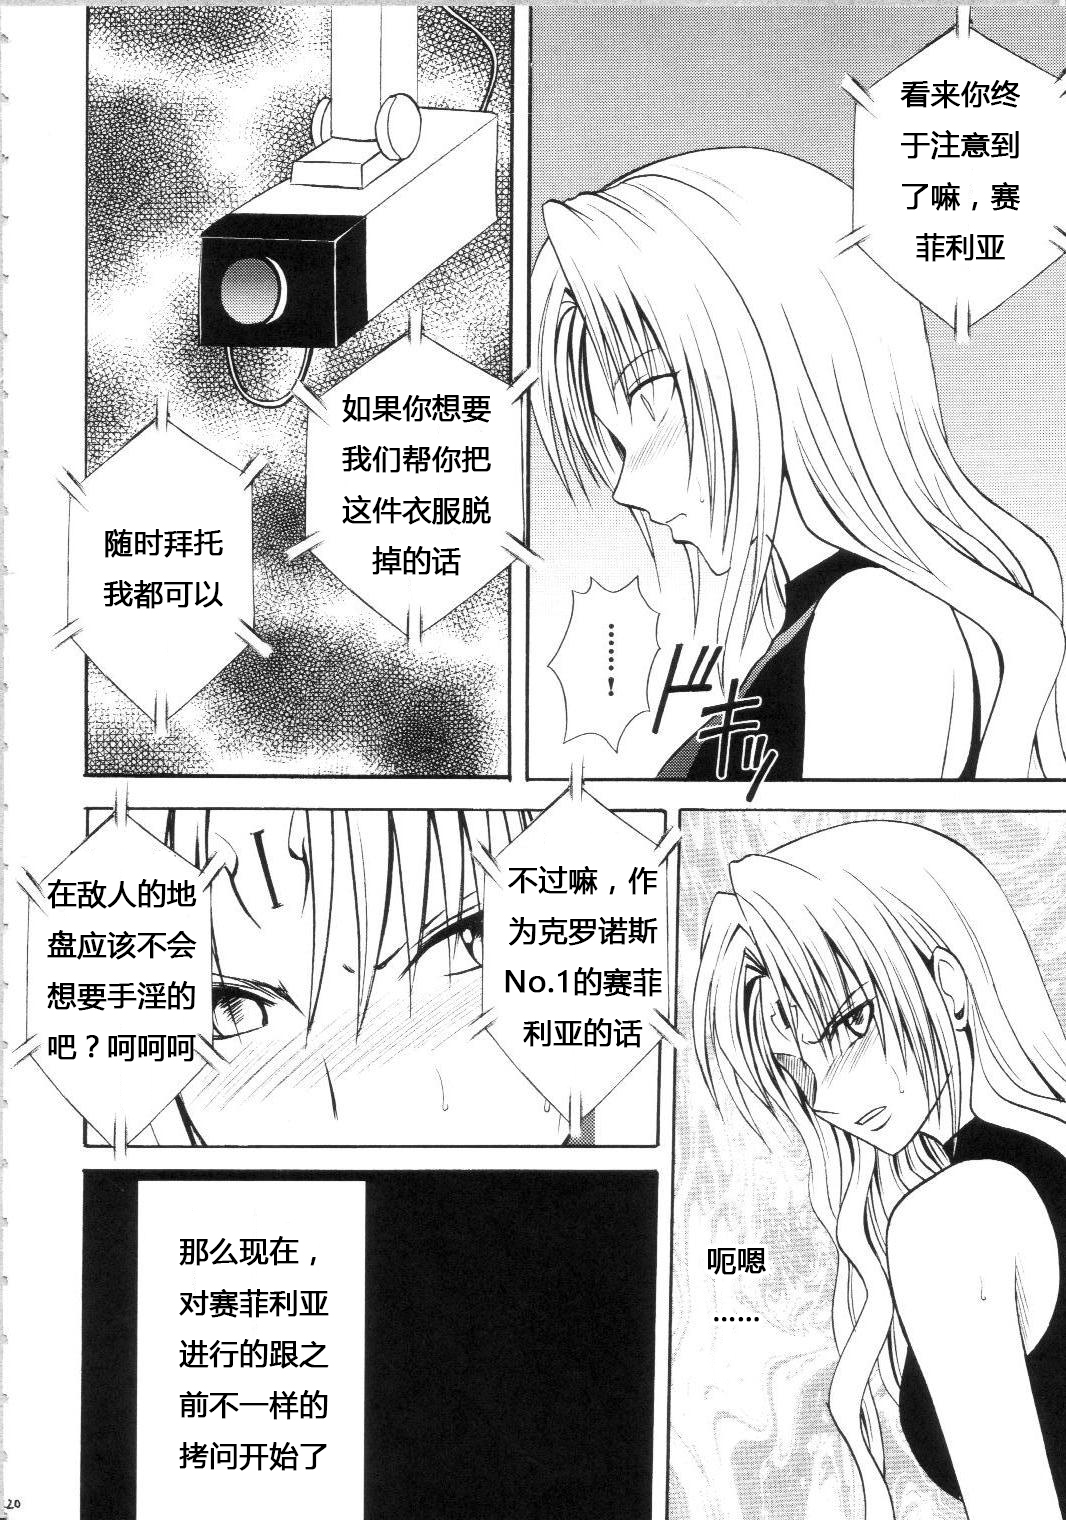 看来你终
于注意到
了嘛，赛
菲利亚
………!
ドキッ
如果你想要
我们帮你把
这件衣服脱
掉的话
随时拜托
我都可以
不过嘛，作
为克罗诺斯
No.1的赛菲
利亚的话
在敌人的地
盘应该不会
想要手淫的
吧？呵呵呵
I
呃嗯
……
那么现在，
对赛菲利亚
进行的跟之
前不一样的
拷问开始了
20